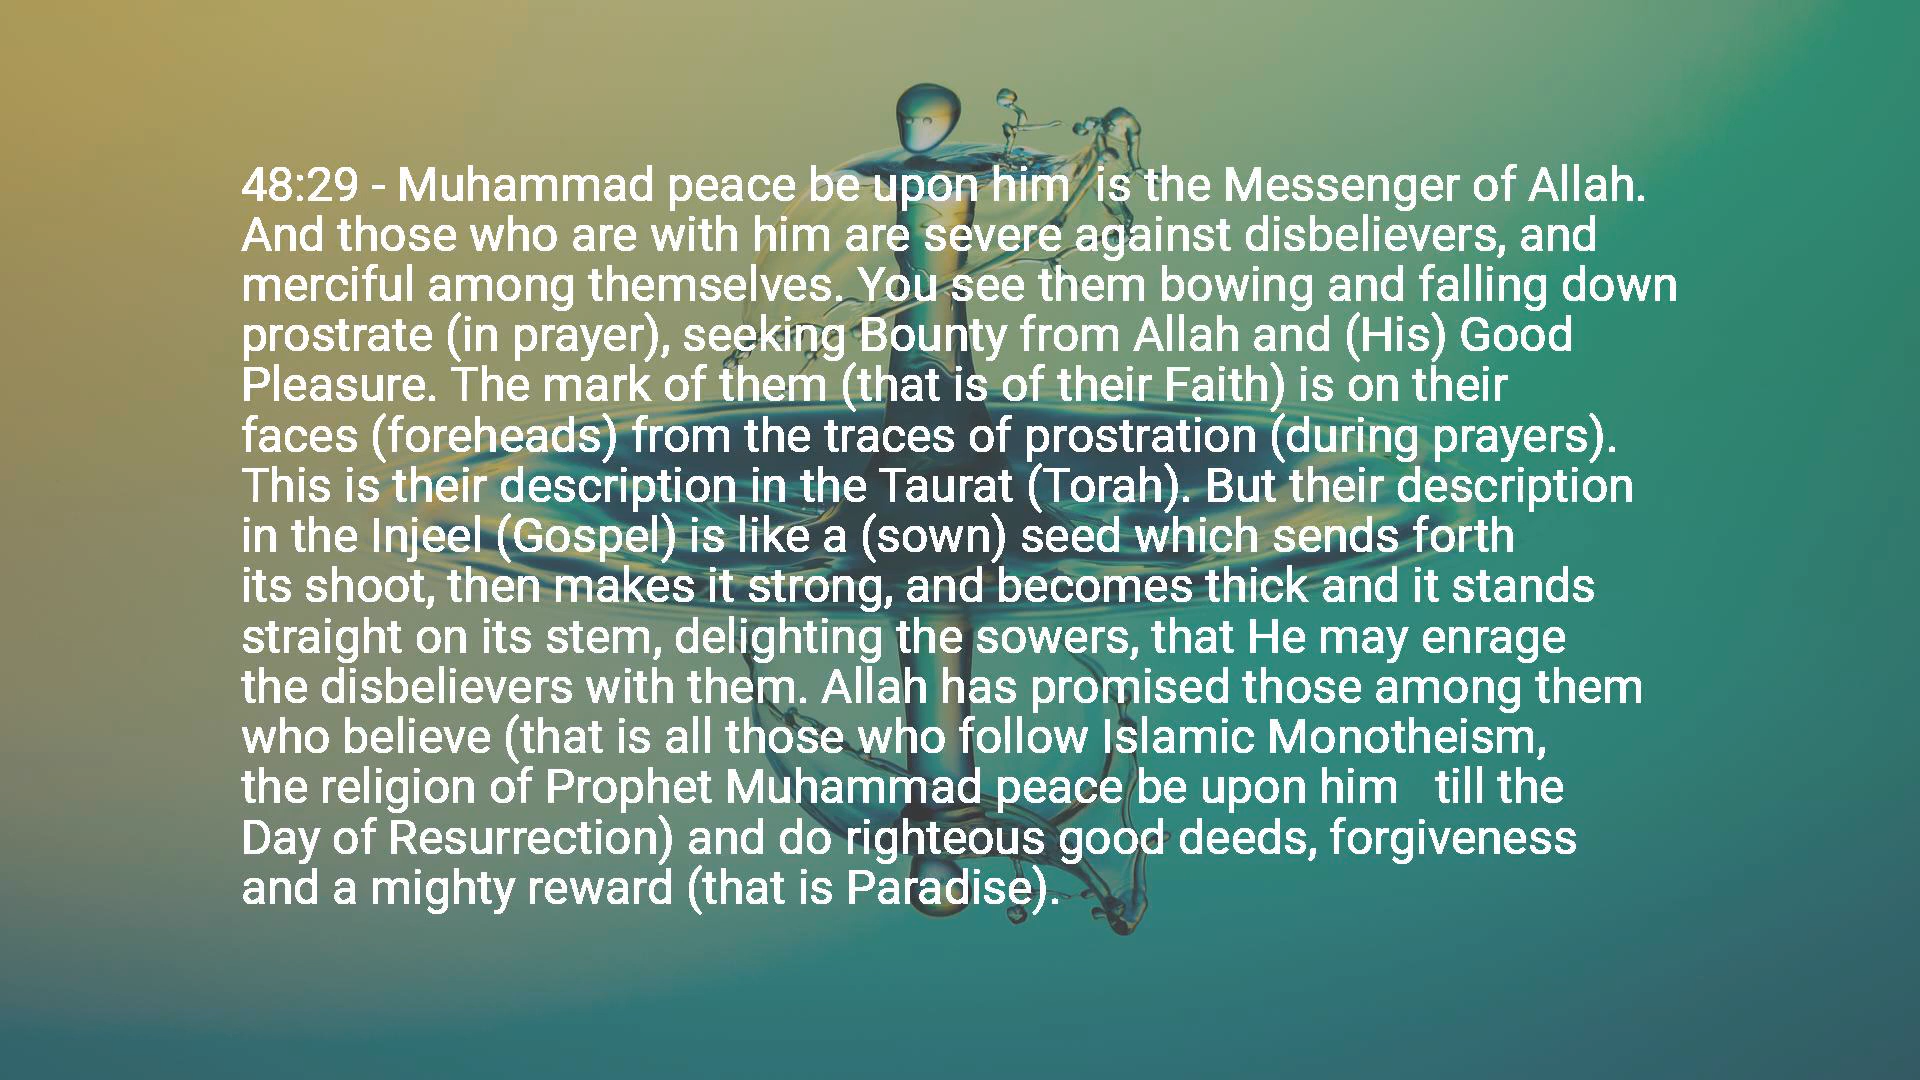 48:29 - Muhammad peace be upon him  is the Messenger of Allah.
And those who are with him are severe against disbelievers, and
merciful among themselves. You see them bowing and falling down
prostrate (in prayer), seeking Bounty from Allah and (His) Good
Pleasure. The mark of them (that is of their Faith) is on their
faces (foreheads) from the traces of prostration (during prayers).
This is their description in the Taurat (Torah). But their description
in the Injeel (Gospel) is like a (sown) seed which sends forth
its shoot, then makes it strong, and becomes thick and it stands
straight on its stem, delighting the sowers, that He may enrage
the disbelievers with them. Allah has promised those among them
who believe (that is all those who follow Islamic Monotheism,
the religion of Prophet Muhammad peace be upon him   till the
Day of Resurrection) and do righteous good deeds, forgiveness
and a mighty reward (that is Paradise).